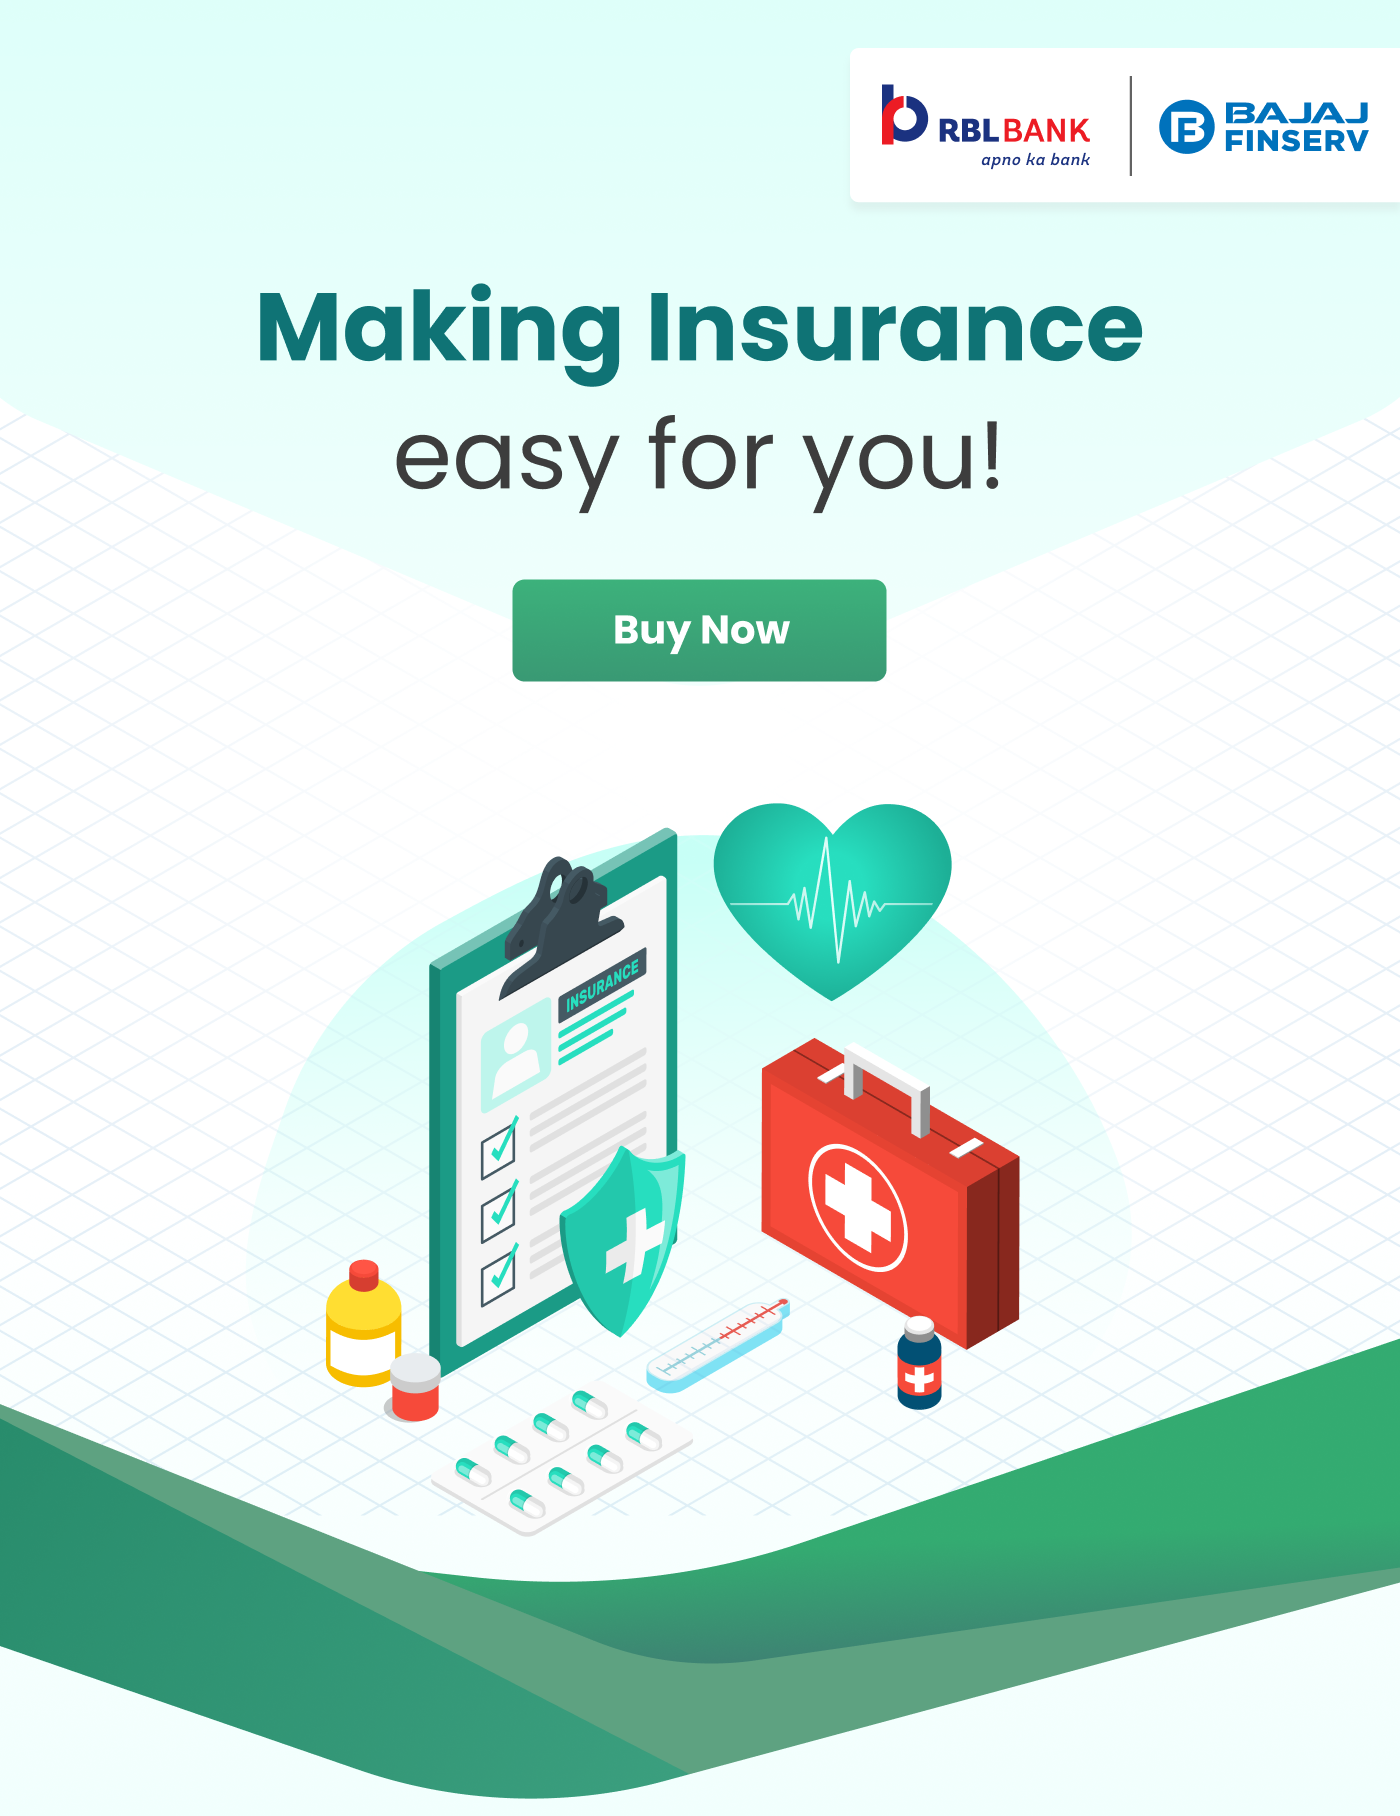 RBL BANK
apno ka bank
BAJAJ
FINSERV
Making Insurance
easy for you!
Buy Now
INSURANCE